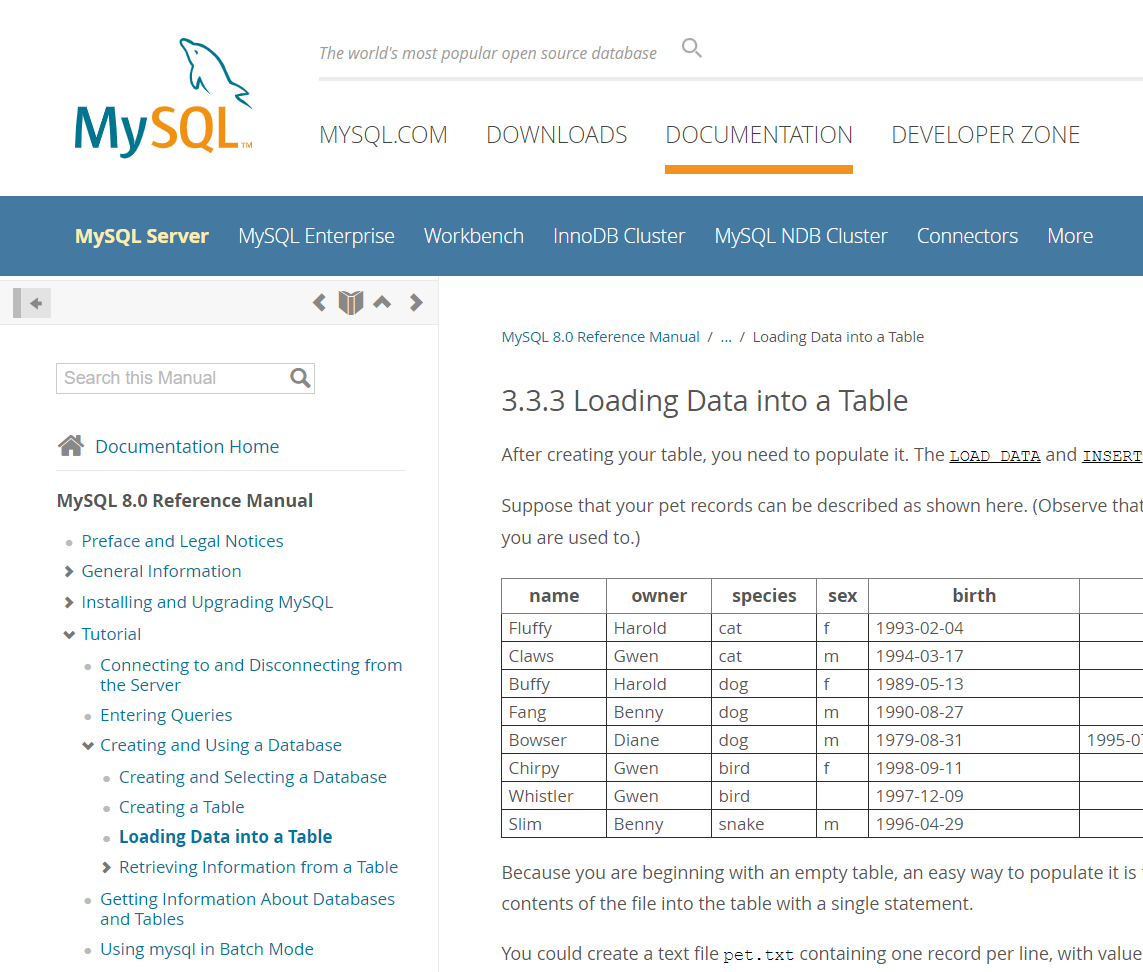 The world's most popular open source database
MySQL™
MYSQL.COM DOWNLOADS DOCUMENTATION DEVELOPER ZONE
MySQL Server MySQL Enterprise Workbench InnoDB Cluster MySQL NDB Cluster Connectors More
Search this Manual
Documentation Home
MySQL 8.0 Reference Manual
Preface and Legal Notices
General Information
Installing and Upgrading MySQL
Tutorial
Connecting to and Disconnecting from
the Server
Entering Queries
Creating and Using a Database
Creating and Selecting a Database
Creating a Table
Loading Data into a Table
Retrieving Information from a Table
Getting Information About Databases
and Tables
Using mysql in Batch Mode
MySQL 8.0 Reference Manual / ... / Loading Data into a Table
3.3.3 Loading Data into a Table
After creating your table, you need to populate it. The LOAD DATA and INSERT
Suppose that your pet records can be described as shown here. (Observe that
you are used to.)
name owner species sex birth
Fluffy Harold cat f 1993-02-04
Claws Gwen cat m 1994-03-17
Buffy Harold dog f 1989-05-13
Fang Benny dog m 1990-08-27
Bowser Diane dog m 1979-08-31 1995-07
Chirpy Gwen bird f 1998-09-11
Whistler Gwen bird 1997-12-09
Slim Benny snake m 1996-04-29
Because you are beginning with an empty table, an easy way to populate it is
contents of the file into the table with a single statement.
You could create a text file pet.txt containing one record per line, with value